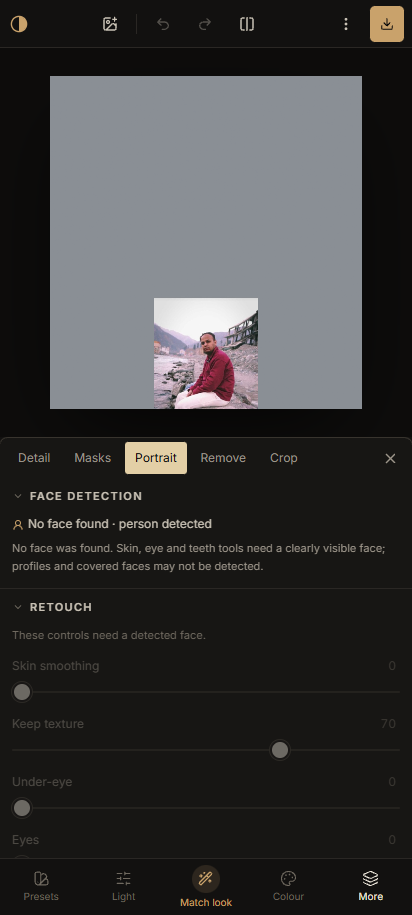 Detail Masks Portrait Remove Crop
FACE DETECTION
No face found · person detected
No face was found. Skin, eye and teeth tools need a clearly visible face;
profiles and covered faces may not be detected.
RETOUCH
These controls need a detected face.
Skin smoothing 0
Keep texture 70
Under-eye 0
Eyes 0
Presets Light Match look Colour More